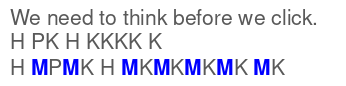 We need to think before we click.
H PK H KKKK K
H MPMK H MKMKMKMK MK